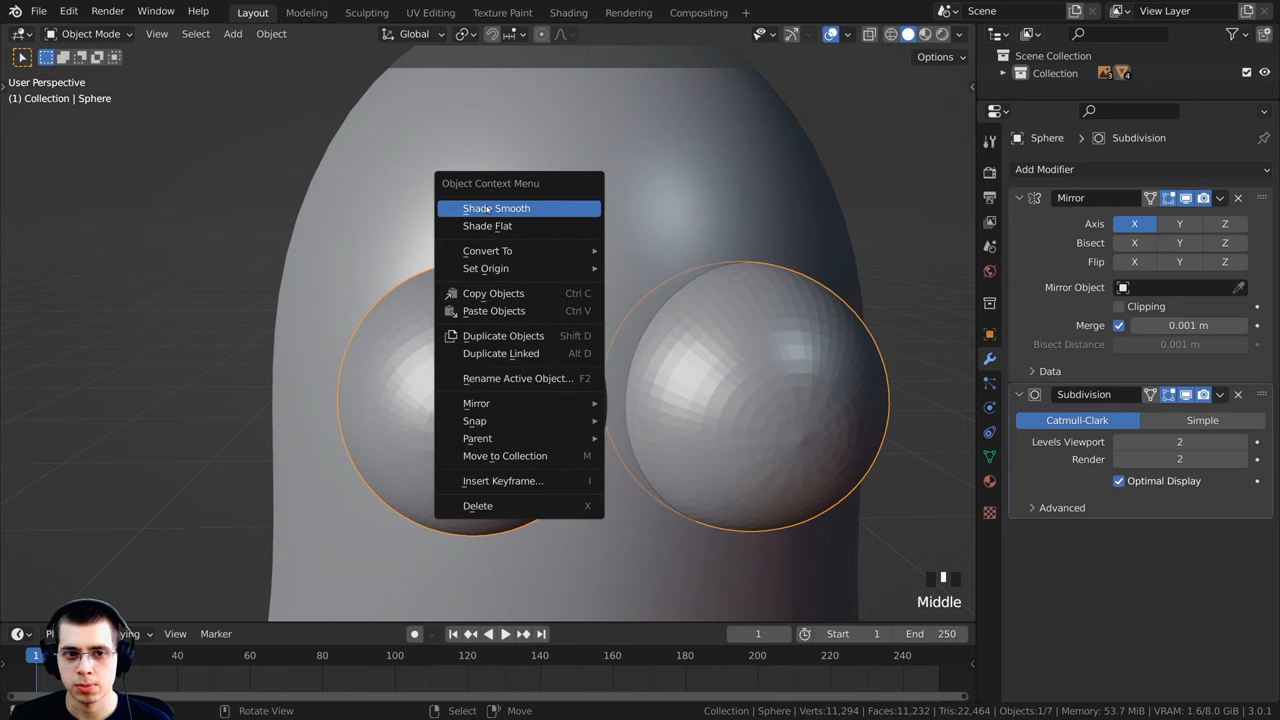 File Edit Render Window Help Layout Modeling Sculpting UV Editing Texture Paint Shading Rendering Compositing + Scene View Layer
Object Mode View Select Add Object Global
Options
User Perspective
(1) Collection | Sphere
Scene Collection
Collection 3 4
Sphere > Subdivision
Add Modifier
Mirror
Axis X Y Z
Bisect X Y Z
Flip X Y Z
Mirror Object
Clipping
Merge 0.001 m
Bisect Distance 0.001 m
Data
Subdivision
Catmull-Clark Simple
Levels Viewport 2
Render 2
Optimal Display
Advanced
Object Context Menu
Shade Smooth
Shade Flat
Convert To
Set Origin
Copy Objects Ctrl C
Paste Objects Ctrl V
Duplicate Objects Shift D
Duplicate Linked Alt D
Rename Active Object... F2
Mirror
Snap
Parent
Move to Collection M
Insert Keyframe... I
Delete X
Middle
View Marker 1 Start 1 End 250
1 40 80 100 120 140 160 180 200 220 240
Rotate View Select Move Collection | Sphere | Verts:11,294 | Faces:11,232 | Tris:22,464 | Objects:1/7 | Memory: 53.7 MiB | VRAM: 1.6/8.0 GiB | 3.0.1